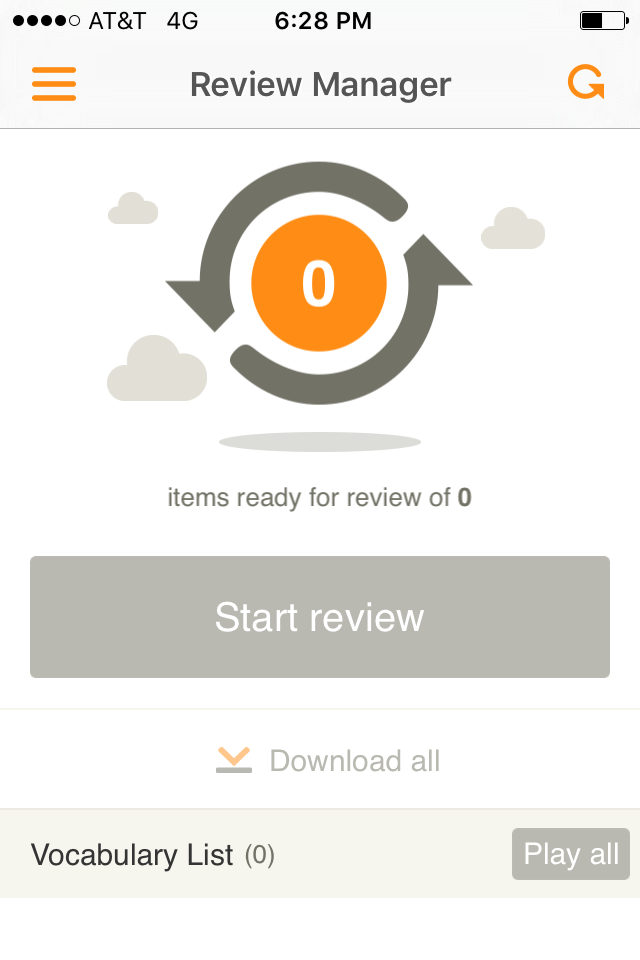 AT&T 4G 6:28 PM
Review Manager
0
items ready for review of 0
Start review
Download all
Vocabulary List (0) Play all